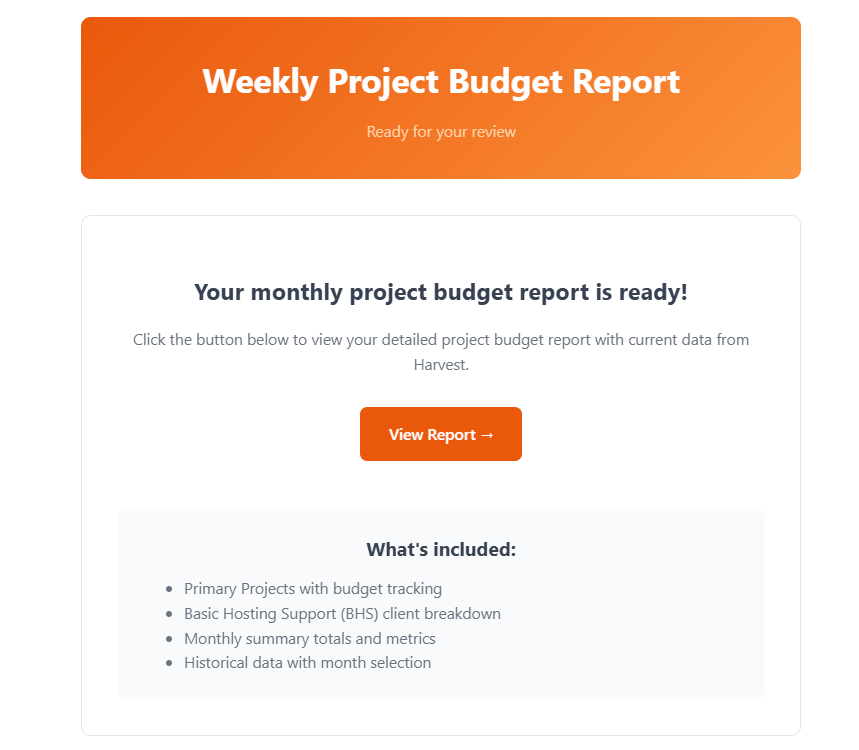 Weekly Project Budget Report
Ready for your review
Your monthly project budget report is ready!
Click the button below to view your detailed project budget report with current data from
Harvest.
View Report →
What's included:
• Primary Projects with budget tracking
• Basic Hosting Support (BHS) client breakdown
• Monthly summary totals and metrics
• Historical data with month selection